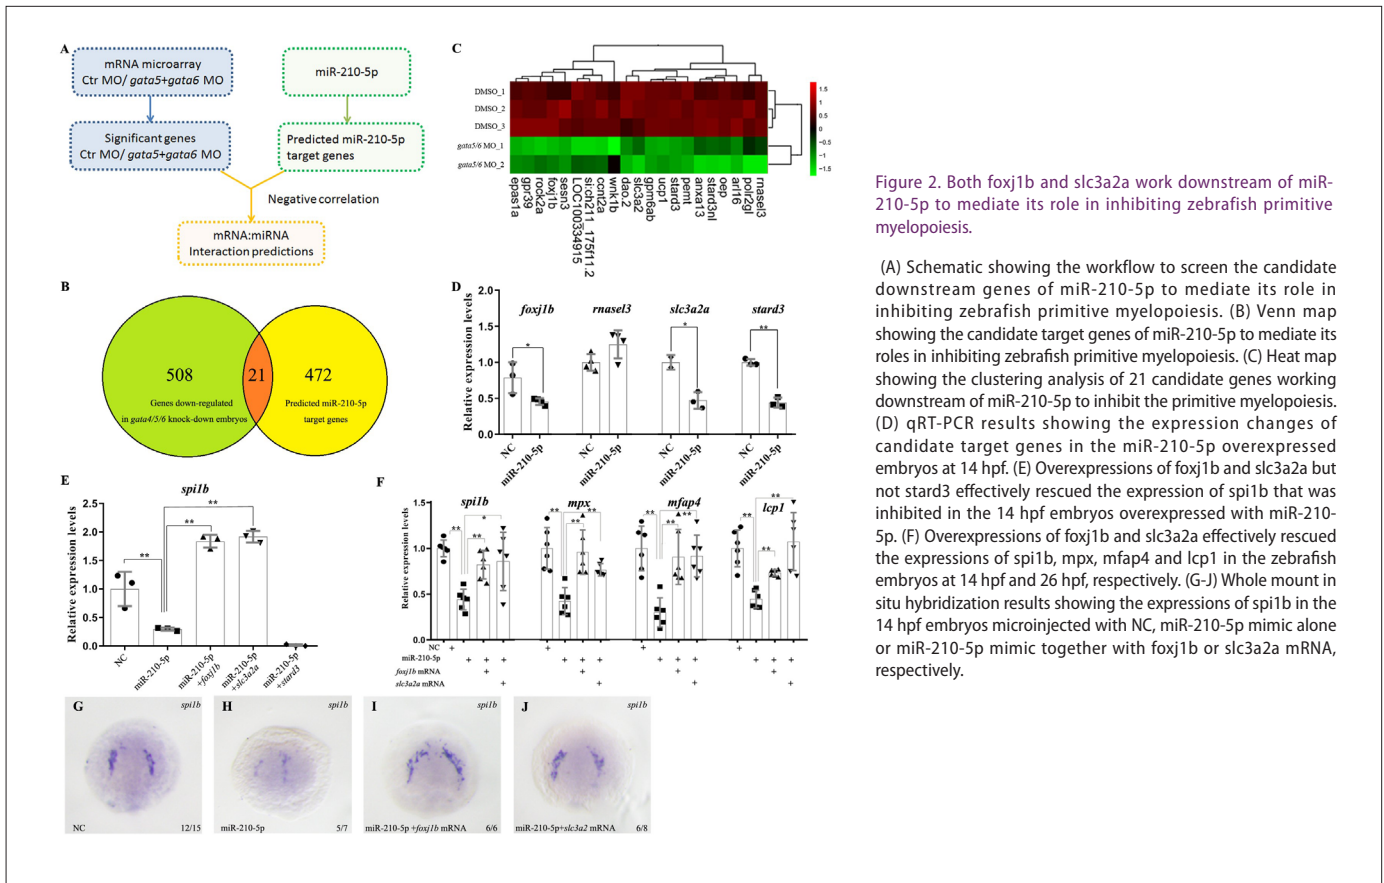 A
mRNA microarray
Ctr MO/ gata5+gata6 MO
miR-210-5p
Significant genes
Ctr MO/ gata5+gata6 MO
Predicted miR-210-5p
target genes
Negative correlation
mRNA:miRNA
Interaction predictions
B
508
21
472
Genes down-regulated
in gata4/5/6 knock-down embryos
Predicted miR-210-5p
target genes
C
DMSO_1
DMSO_2
DMSO_3
gata5/6 MO_1
gata5/6 MO_2
1.5
1
0.5
0
−0.5
−1
−1.5
epas1a
gpr39
rock2a
foxj1b
sesn3
LOC100334915
si:ch211_175f11.2
ccnt2a
wnk1b
dac.2
slc3a2
gpm6ab
ucp1
stard3
pemt
anxa13
stard3nl
oep
arl16
polr2gl
rnasel3
D
Relative expression levels
2.0
1.5
1.0
0.5
0.0
foxj1b
rnasel3
slc3a2a
stard3
*
*
**
NC
miR-210-5p
NC
miR-210-5p
NC
miR-210-5p
NC
miR-210-5p
E
spi1b
Relative expression levels
2.5
2.0
1.5
1.0
0.5
0.0
**
**
**
NC
miR-210-5p
miR-210-5p
+foxj1b
miR-210-5p
+slc3a2a
miR-210-5p
+stard3
F
Relative expression levels
1.5
1.0
0.5
0.0
spi1b
mpx
mfap4
lcp1
** ** *
** ** **
** ** **
** ** **
NC + + + +
miR-210-5p + + + + + + + + + + + +
foxj1b mRNA + + + +
slc3a2a mRNA + + + +
G
spi1b
NC
12/15
H
spi1b
miR-210-5p
5/7
I
spi1b
miR-210-5p +foxj1b mRNA
6/6
J
spi1b
miR-210-5p+slc3a2 mRNA
6/8
Figure 2. Both foxj1b and slc3a2a work downstream of miR-
210-5p to mediate its role in inhibiting zebrafish primitive
myelopoiesis.
(A) Schematic showing the workflow to screen the candidate
downstream genes of miR-210-5p to mediate its role in
inhibiting zebrafish primitive myelopoiesis. (B) Venn map
showing the candidate target genes of miR-210-5p to mediate its
roles in inhibiting zebrafish primitive myelopoiesis. (C) Heat map
showing the clustering analysis of 21 candidate genes working
downstream of miR-210-5p to inhibit the primitive myelopoiesis.
(D) qRT-PCR results showing the expression changes of
candidate target genes in the miR-210-5p overexpressed
embryos at 14 hpf. (E) Overexpressions of foxj1b and slc3a2a but
not stard3 effectively rescued the expression of spi1b that was
inhibited in the 14 hpf embryos overexpressed with miR-210-
5p. (F) Overexpressions of foxj1b and slc3a2a effectively rescued
the expressions of spi1b, mpx, mfap4 and lcp1 in the zebrafish
embryos at 14 hpf and 26 hpf, respectively. (G-J) Whole mount in
situ hybridization results showing the expressions of spi1b in the
14 hpf embryos microinjected with NC, miR-210-5p mimic alone
or miR-210-5p mimic together with foxj1b or slc3a2a mRNA,
respectively.